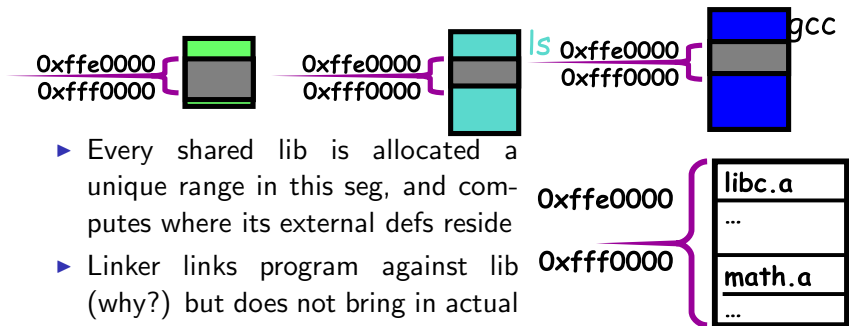 0xffe0000
0xfff0000
0xffe0000
0xfff0000
ls
0xffe0000
0xfff0000
gcc
▶ Every shared lib is allocated a
unique range in this seg, and com-
putes where its external defs reside
▶ Linker links program against lib
(why?) but does not bring in actual
0xffe0000
0xfff0000
libc.a
...
math.a
...